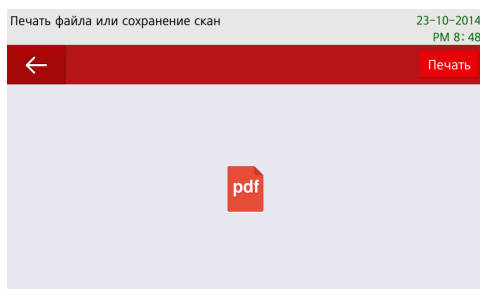 Печать файла или сохранение скан
23-10-2014
PM 8: 48
Печать
pdf